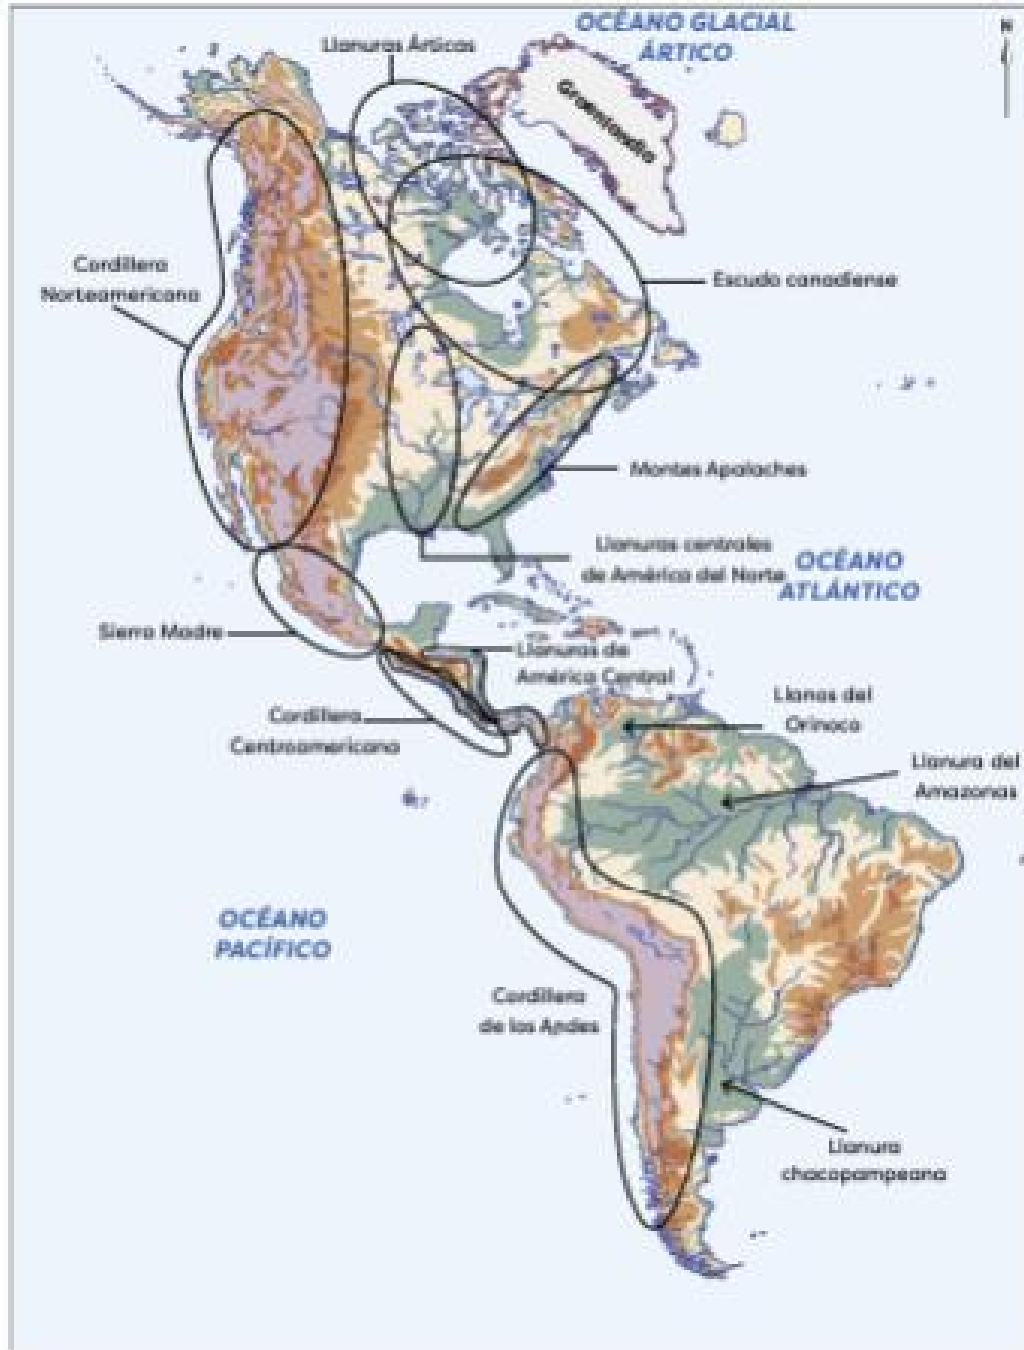 OCÉANO GLACIAL
ÁRTICO
N
Llanuras Árticas
Groenlandia
Cordillera
Norteamericana
Escudo canadiense
Montes Apalaches
Llanuras centrales
de América del Norte
OCÉANO
ATLÁNTICO
Sierra Madre
Llanuras de
América Central
Cordillera
Centroamericana
Llanos del
Orinoco
Llanura del
Amazonas
OCÉANO
PACÍFICO
Cordillera
de los Andes
Llanura
chacopampeana